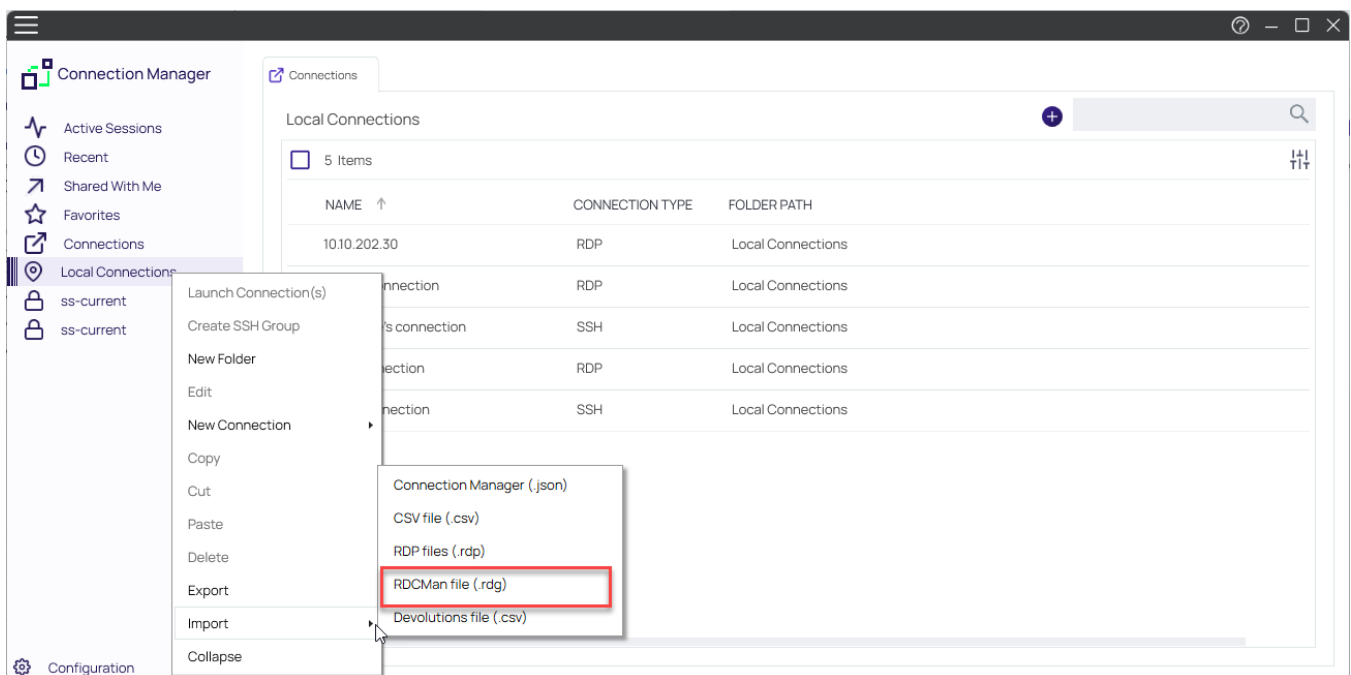 Connection Manager
Active Sessions
Recent
Shared With Me
Favorites
Connections
Local Connections
ss-current
ss-current
Configuration
Connections
Local Connections
5 Items
NAME CONNECTION TYPE FOLDER PATH
10.10.202.30 RDP Local Connections
nnection RDP Local Connections
's connection SSH Local Connections
ection RDP Local Connections
nection SSH Local Connections
Launch Connection(s)
Create SSH Group
New Folder
Edit
New Connection
Copy
Cut
Paste
Delete
Export
Import
Collapse
Connection Manager (.json)
CSV file (.csv)
RDP files (.rdp)
RDCMan file (.rdg)
Devolutions file (.csv)